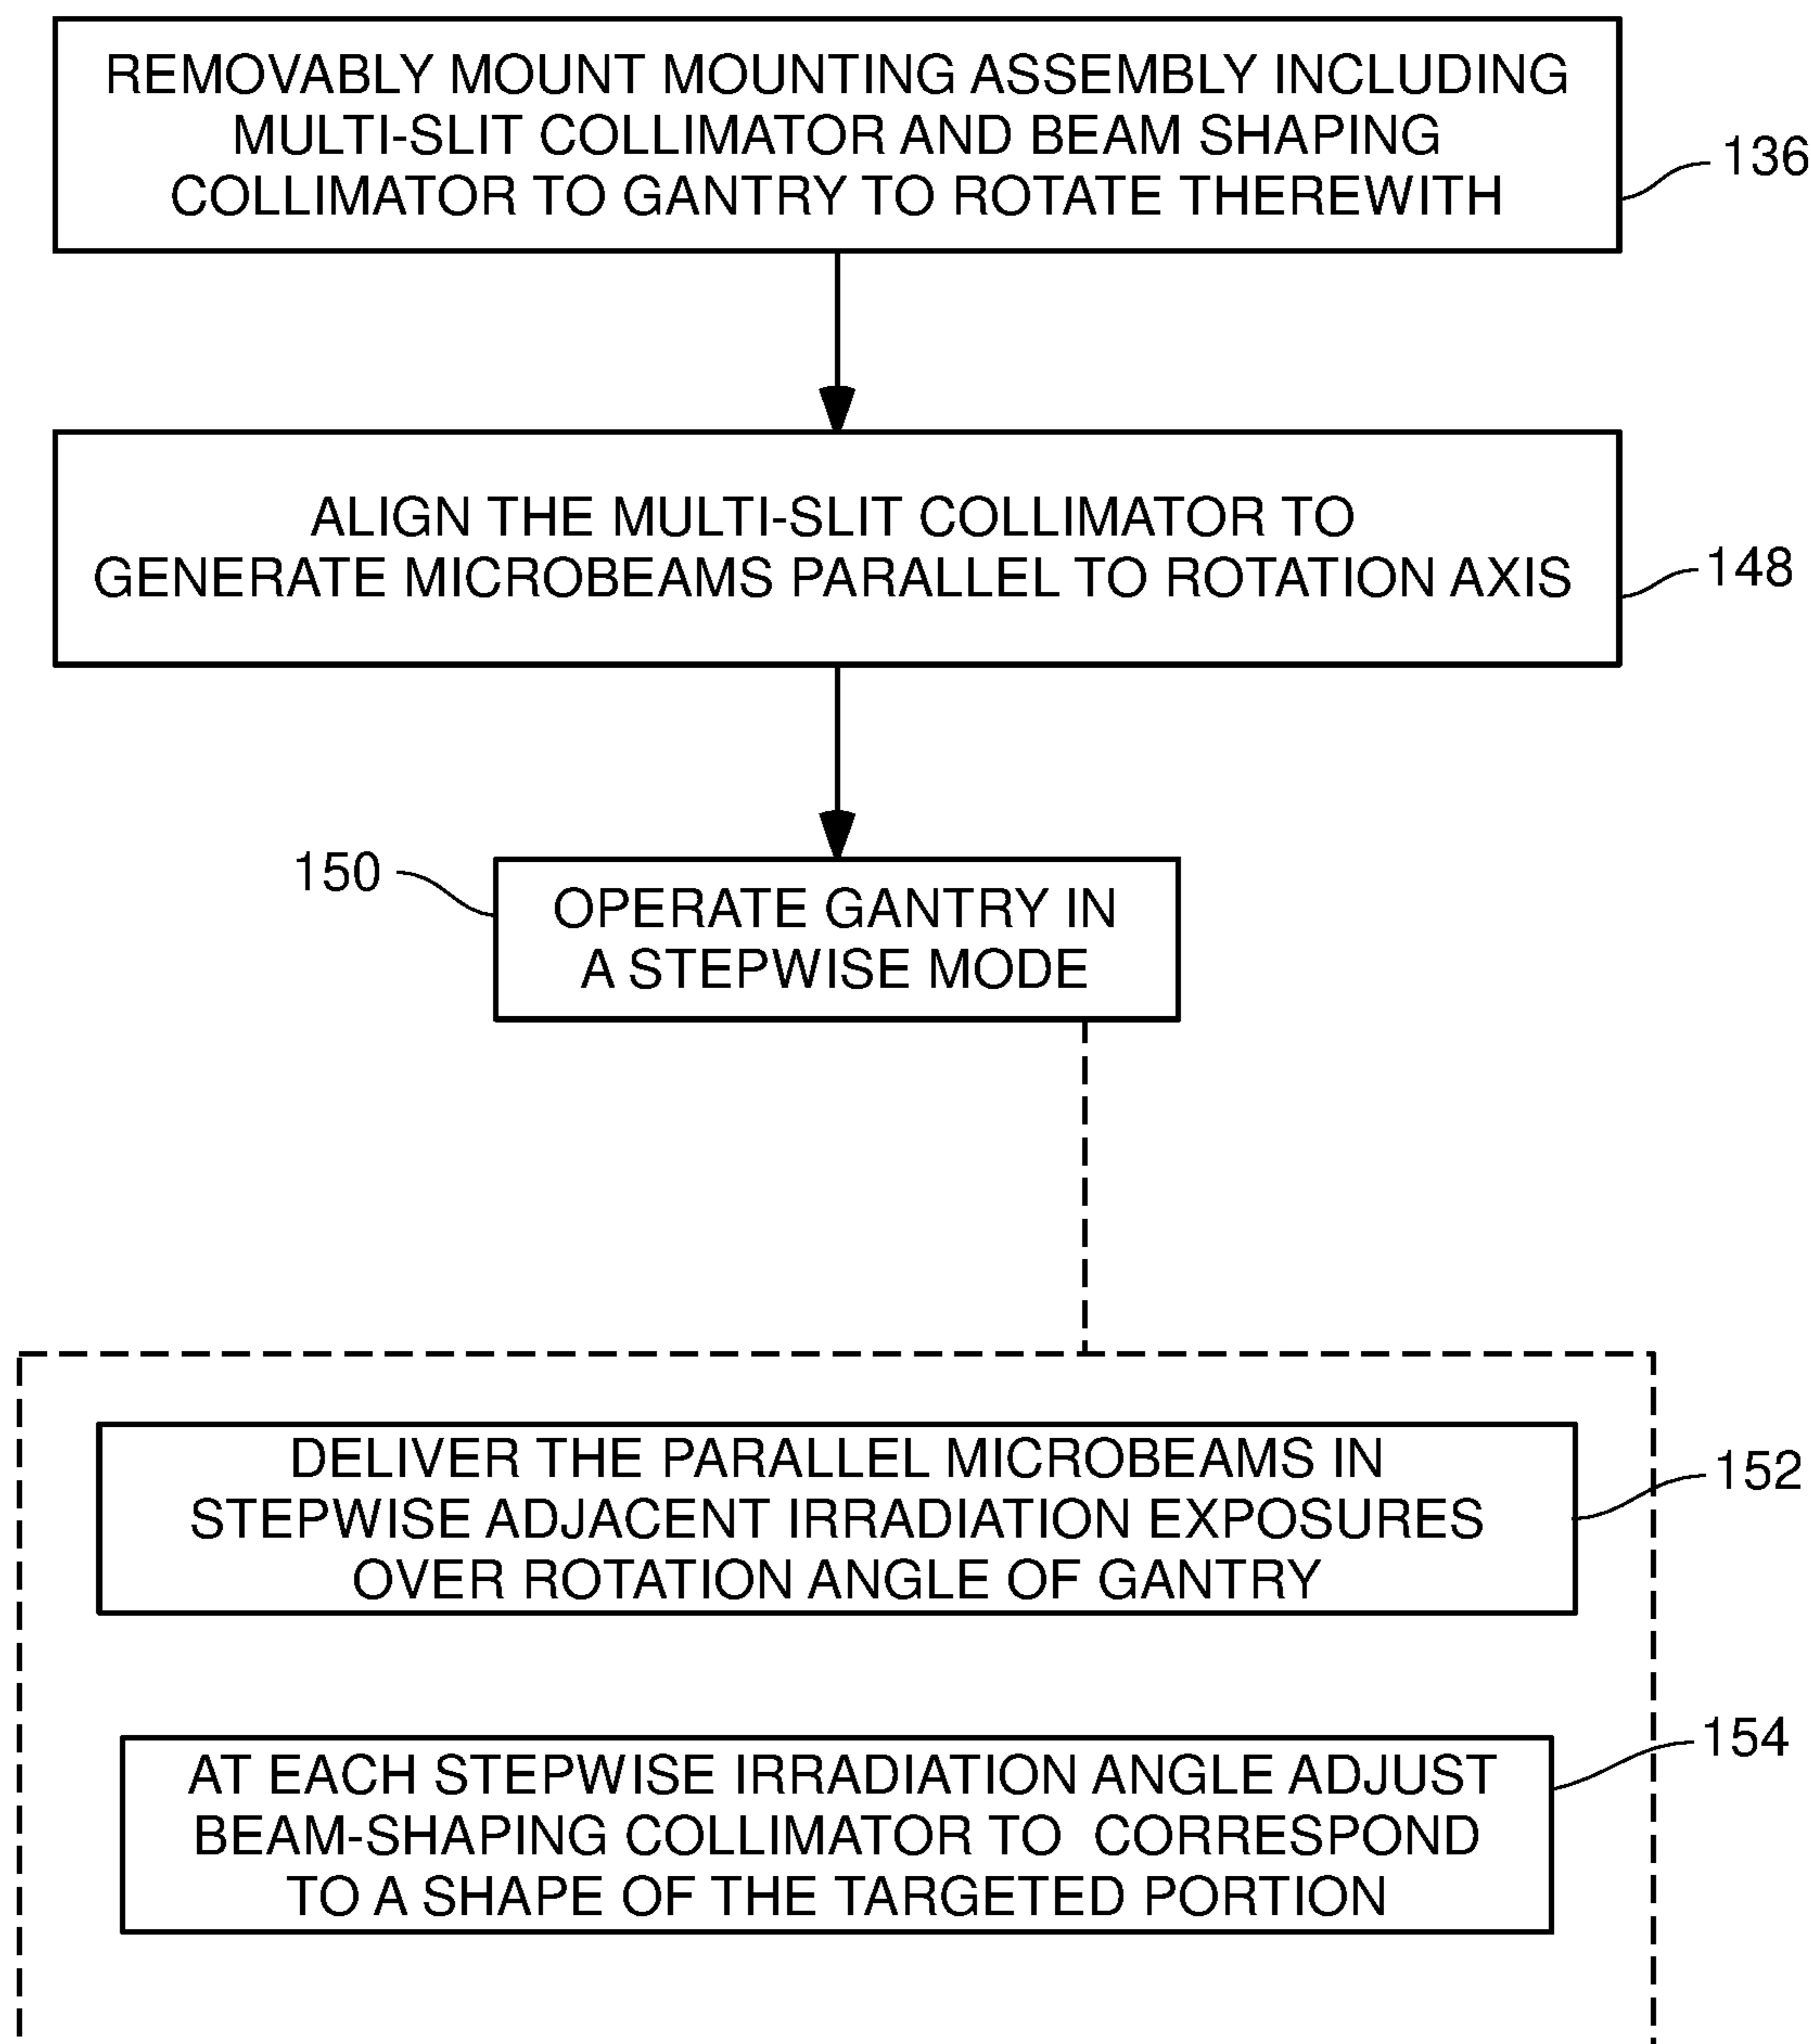 REMOVABLY MOUNT MOUNTING ASSEMBLY INCLUDING
MULTI-SLIT COLLIMATOR AND BEAM SHAPING
COLLIMATOR TO GANTRY TO ROTATE THEREWITH
136
ALIGN THE MULTI-SLIT COLLIMATOR TO
GENERATE MICROBEAMS PARALLEL TO ROTATION AXIS
148
150
OPERATE GANTRY IN
A STEPWISE MODE
DELIVER THE PARALLEL MICROBEAMS IN
STEPWISE ADJACENT IRRADIATION EXPOSURES
OVER ROTATION ANGLE OF GANTRY
152
AT EACH STEPWISE IRRADIATION ANGLE ADJUST
BEAM-SHAPING COLLIMATOR TO CORRESPOND
TO A SHAPE OF THE TARGETED PORTION
154